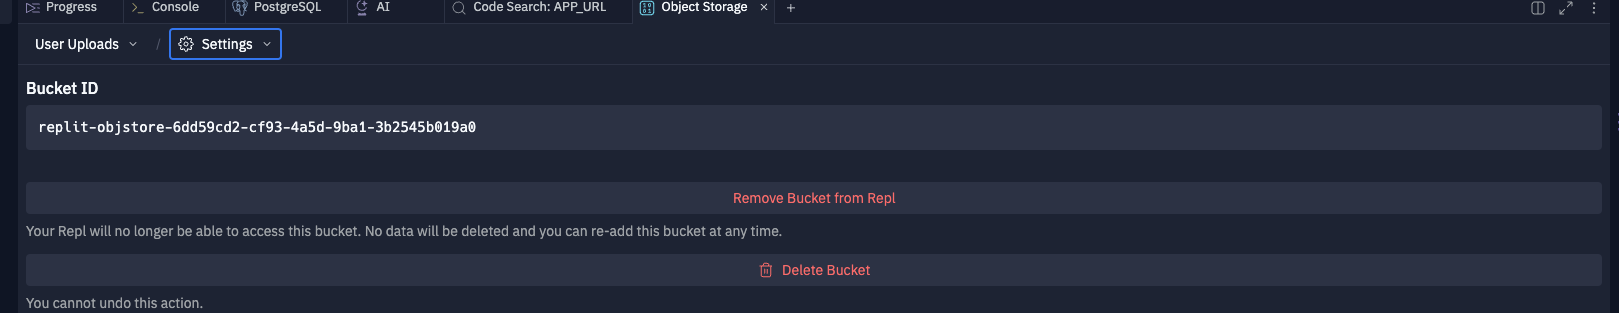 Progress Console PostgreSQL AI Code Search: APP_URL Object Storage
User Uploads / Settings
Bucket ID
replit-objstore-6dd59cd2-cf93-4a5d-9ba1-3b2545b019a0
Remove Bucket from Repl
Your Repl will no longer be able to access this bucket. No data will be deleted and you can re-add this bucket at any time.
Delete Bucket
You cannot undo this action.